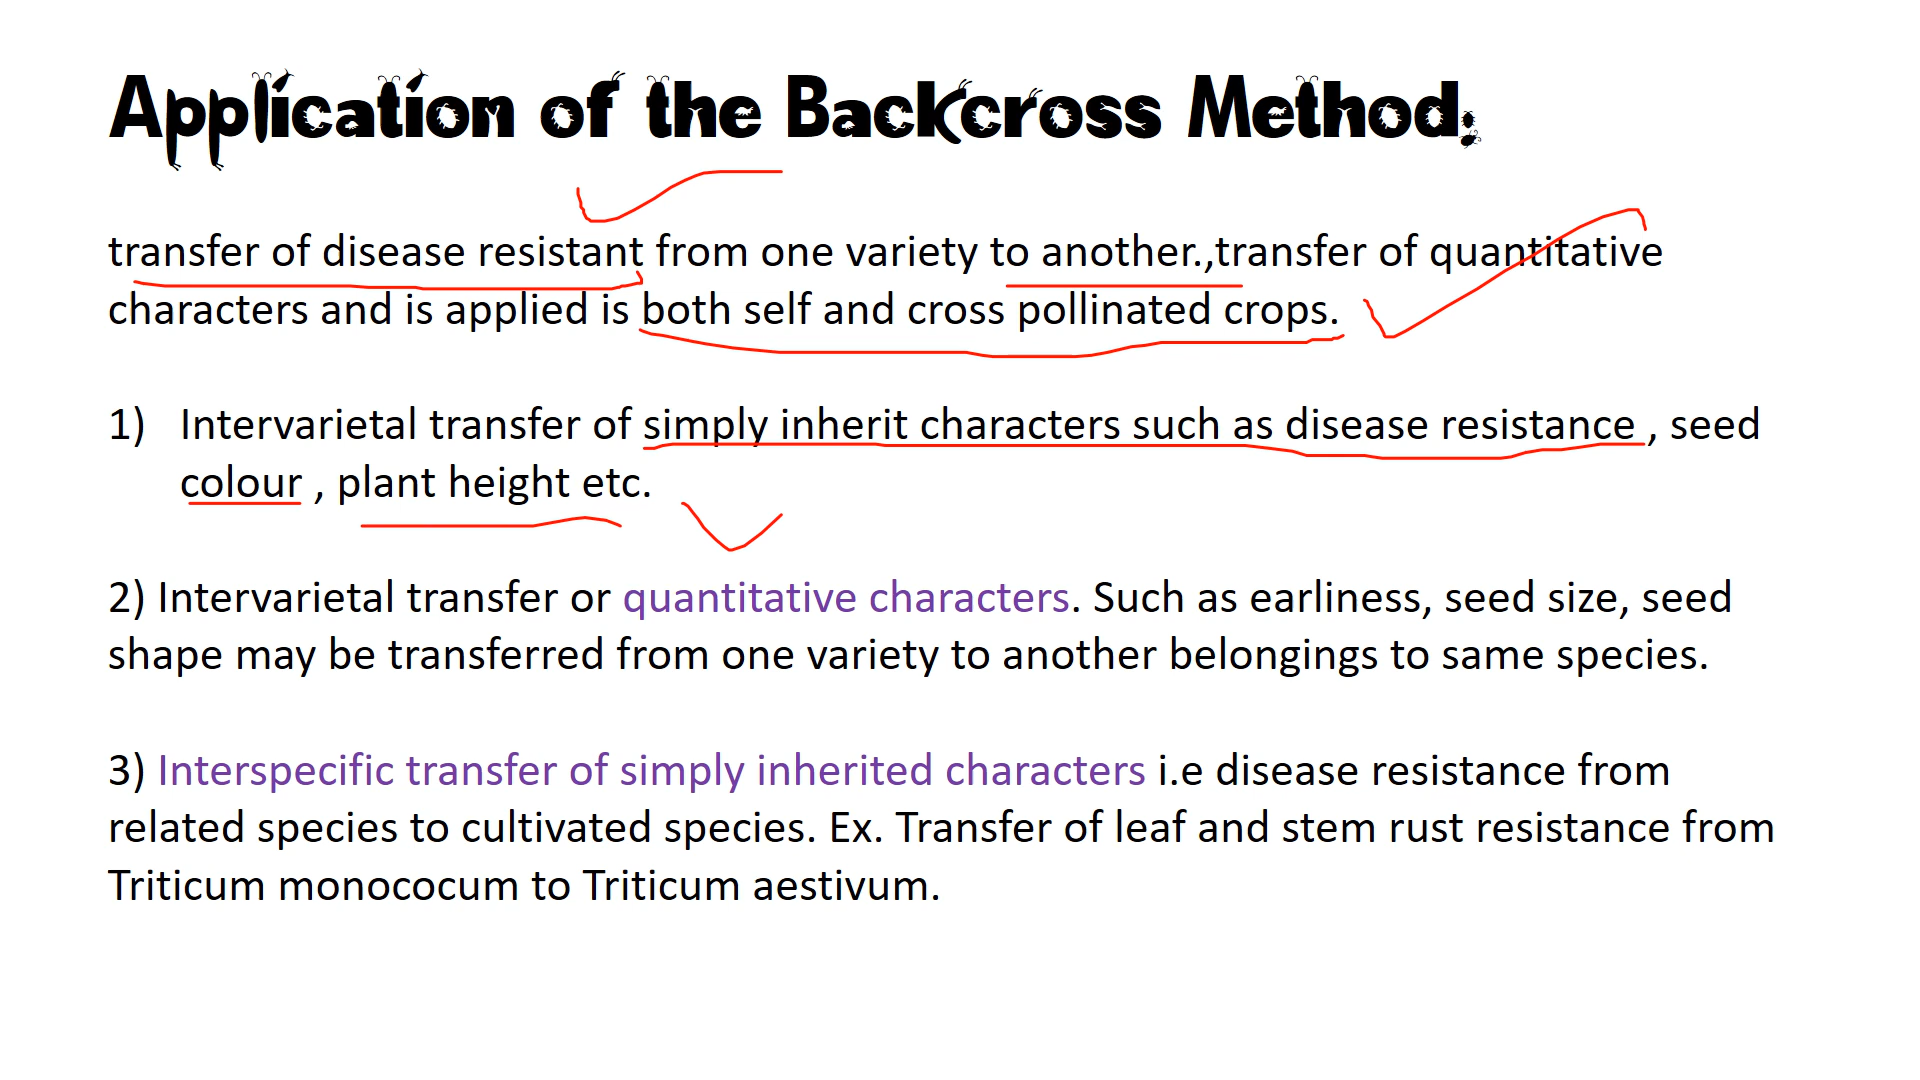 Application of the Backcross Method.
transfer of disease resistant from one variety to another.,transfer of quantitative
characters and is applied is both self and cross pollinated crops.
1) Intervarietal transfer of simply inherit characters such as disease resistance , seed
colour , plant height etc.
2) Intervarietal transfer or quantitative characters. Such as earliness, seed size, seed
shape may be transferred from one variety to another belongings to same species.
3) Interspecific transfer of simply inherited characters i.e disease resistance from
related species to cultivated species. Ex. Transfer of leaf and stem rust resistance from
Triticum monococum to Triticum aestivum.